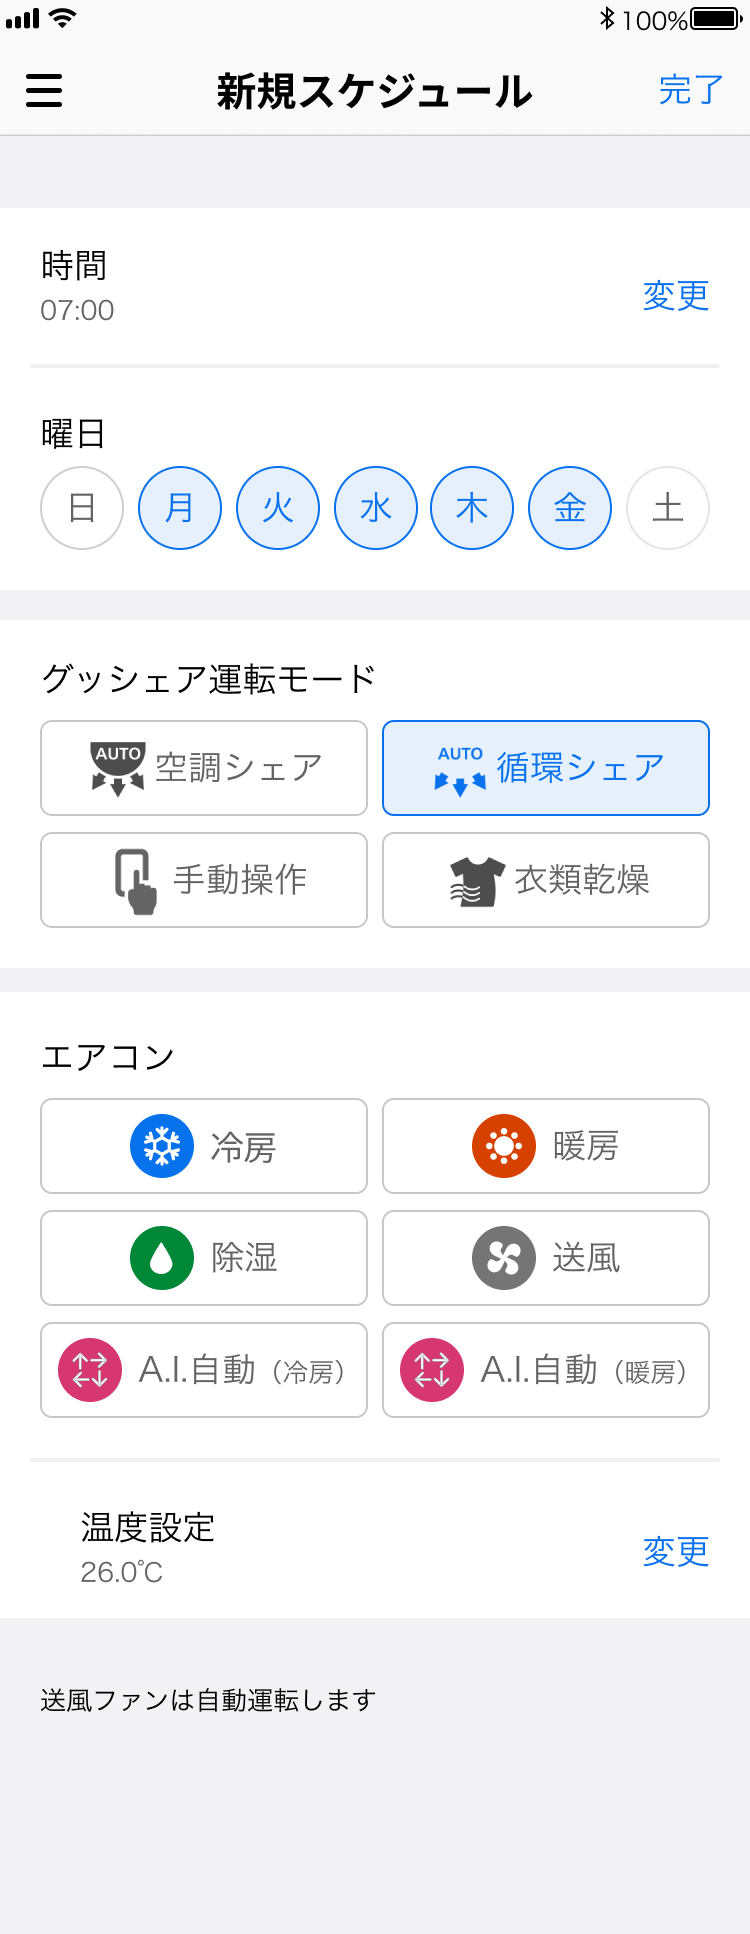 100%
新規スケジュール 完了
時間
07:00 変更
曜日
日 月 火 水 木 金 土
グッシェア運転モード
AUTO 空調シェア AUTO 循環シェア
手動操作 衣類乾燥
エアコン
冷房 暖房
除湿 送風
A.I.自動（冷房） A.I.自動（暖房）
温度設定
26.0℃ 変更
送風ファンは自動運転します